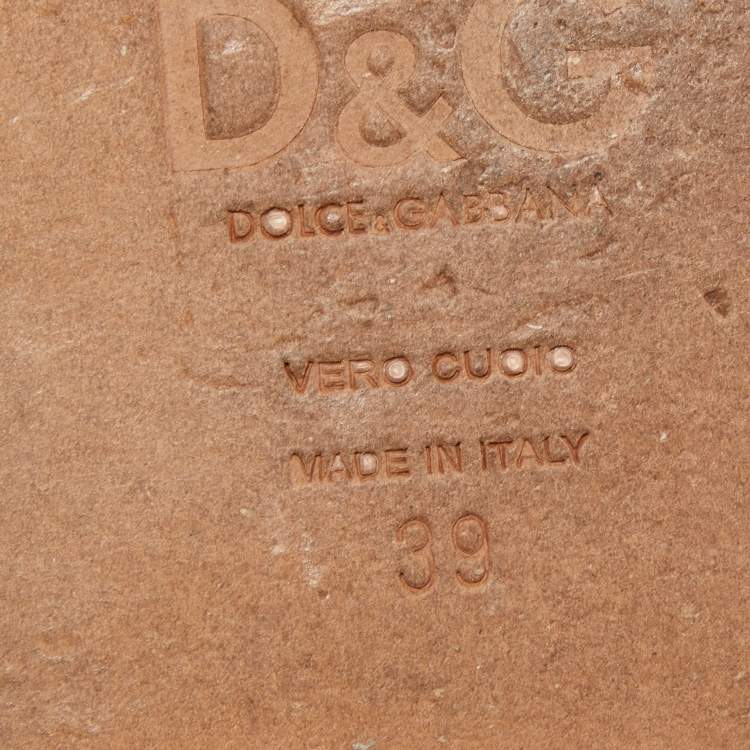 D&G
DOLCE&GABBANA
VERO CUOIO
MADE IN ITALY
39